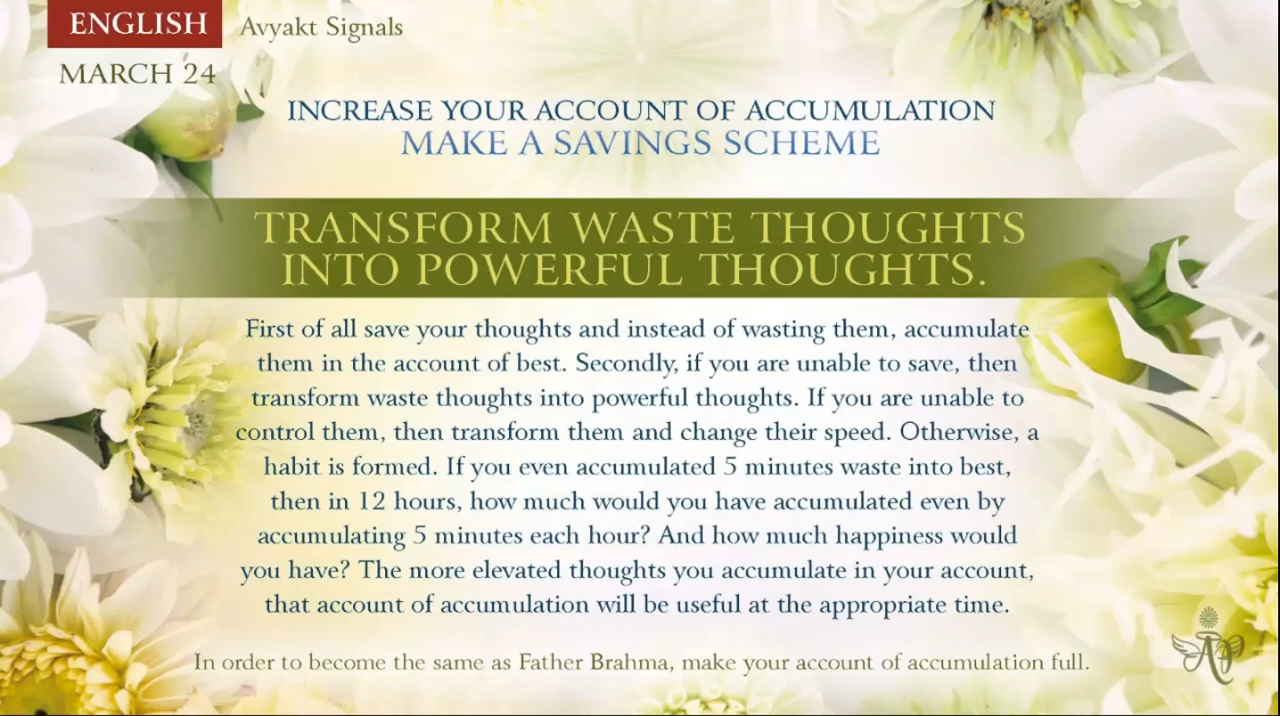 ENGLISH Avyakt Signals
MARCH 24
INCREASE YOUR ACCOUNT OF ACCUMULATION
MAKE A SAVINGS SCHEME
TRANSFORM WASTE THOUGHTS
INTO POWERFUL THOUGHTS.
First of all save your thoughts and instead of wasting them, accumulate
them in the account of best. Secondly, if you are unable to save, then
transform waste thoughts into powerful thoughts. If you are unable to
control them, then transform them and change their speed. Otherwise, a
habit is formed. If you even accumulated 5 minutes waste into best,
then in 12 hours, how much would you have accumulated even by
accumulating 5 minutes each hour? And how much happiness would
you have? The more elevated thoughts you accumulate in your account,
that account of accumulation will be useful at the appropriate time.
In order to become the same as Father Brahma, make your account of accumulation full.